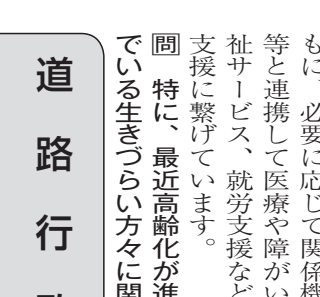 もに、必要に応じて関係機
等と連携して医療や障がい
祉サービス、就労支援など
支援に繋げています。
問 特に、最近高齢化が進
でいる生きづらい方々に関
道路行